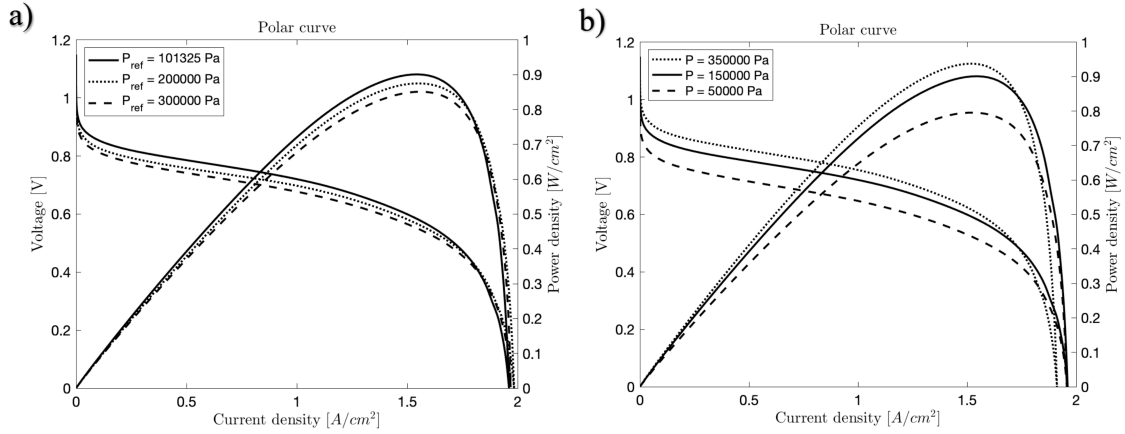 a)
Polar curve
P_ref = 101325 Pa
P_ref = 200000 Pa
P_ref = 300000 Pa
Voltage [V]
1.2
1
0.8
0.6
0.4
0.2
0
0
0.5
1
1.5
2
Current density [A/cm²]
1
0.9
0.8
0.7
0.6
0.5
0.4
0.3
0.2
0.1
0
Power density [W/cm²]
b)
Polar curve
P = 350000 Pa
P = 150000 Pa
P = 50000 Pa
Voltage [V]
1.2
1
0.8
0.6
0.4
0.2
0
0
0.5
1
1.5
2
Current density [A/cm²]
1
0.9
0.8
0.7
0.6
0.5
0.4
0.3
0.2
0.1
0
Power density [W/cm²]